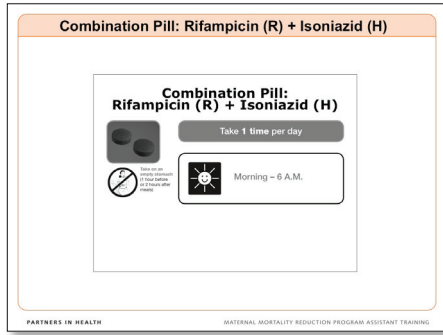 Combination Pill: Rifampicin (R) + Isoniazid (H)
Combination Pill:
Rifampicin (R) + Isoniazid (H)
Take 1 time per day
Take on an
empty stomach
(1 hour before
or 2 hours after
meals)
Morning – 6 A.M.
PARTNERS IN HEALTH
MATERNAL MORTALITY REDUCTION PROGRAM ASSISTANT TRAINING